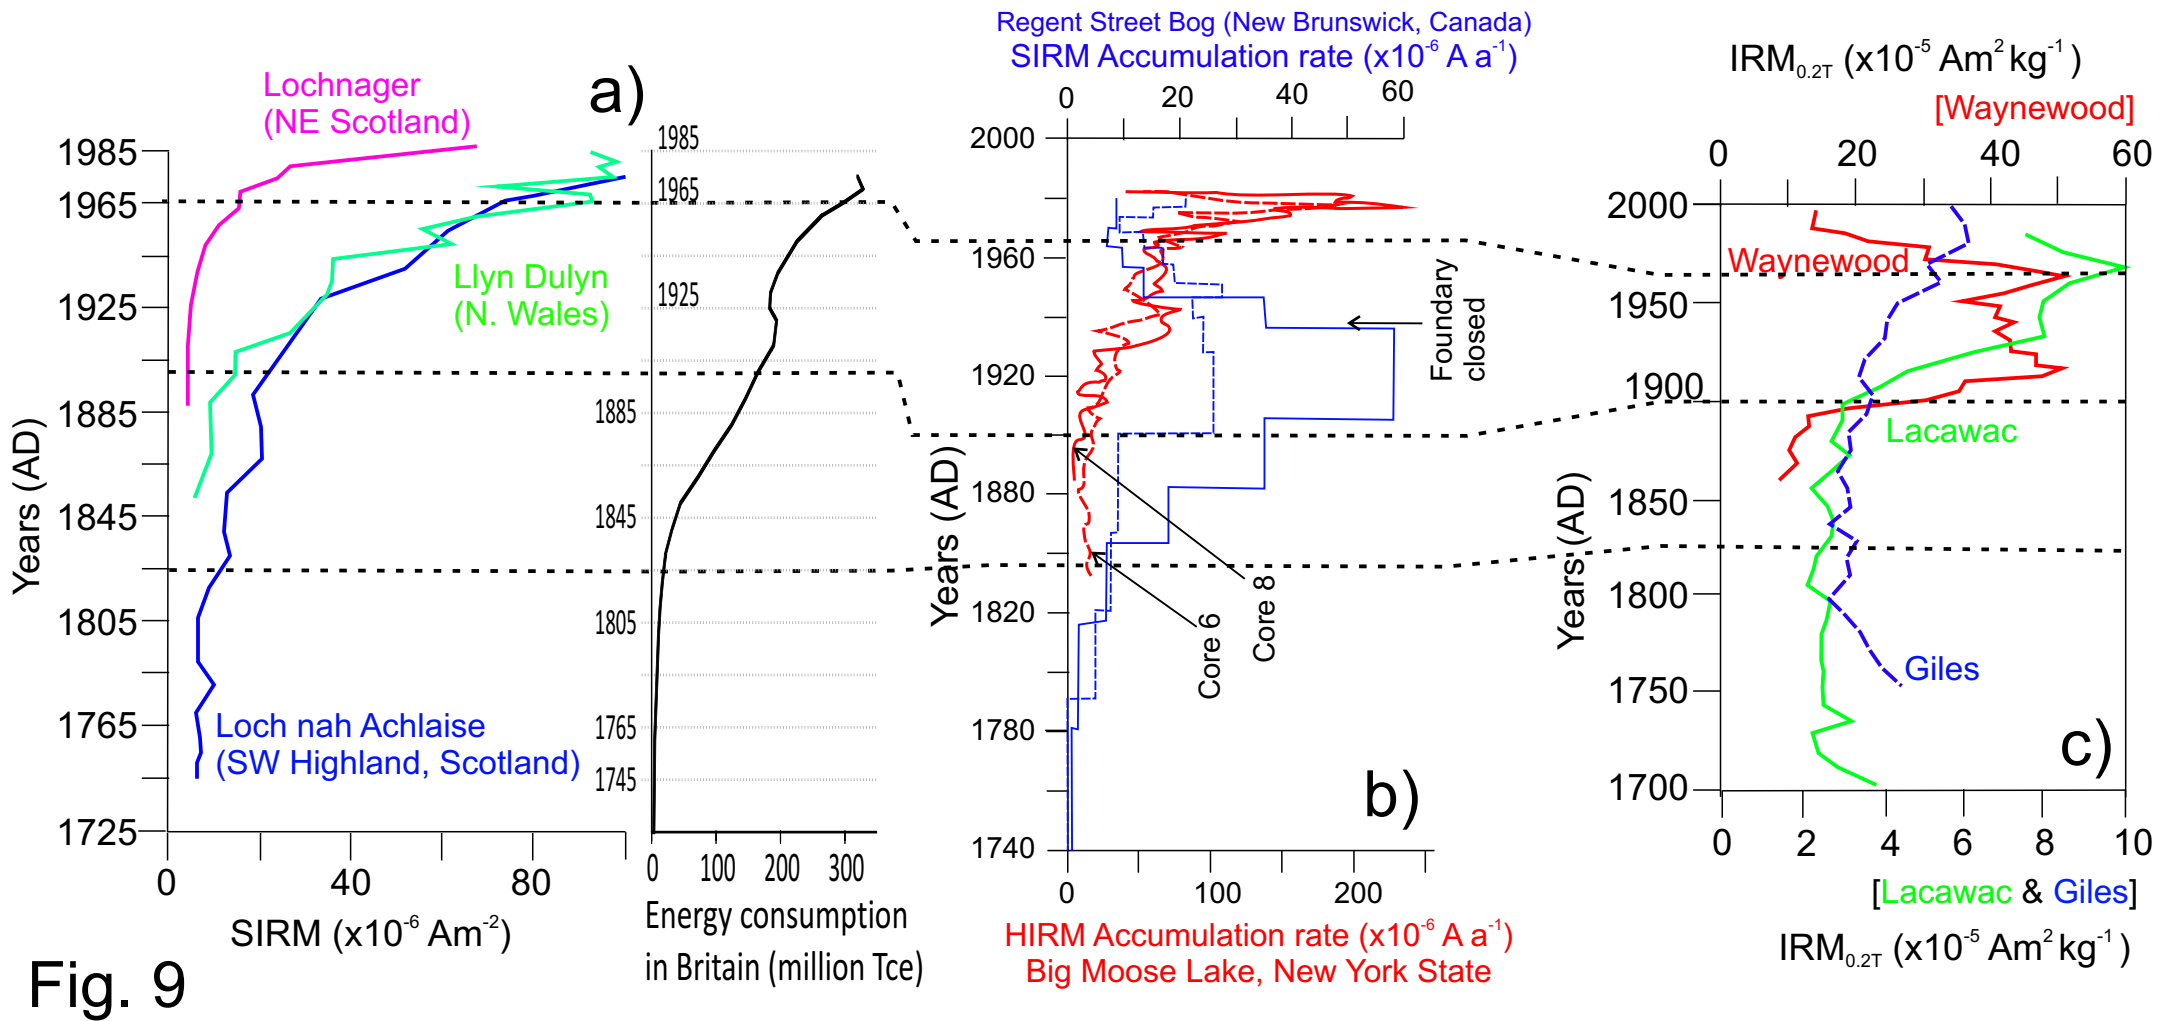 Lochnager
(NE Scotland)
a)
1985
1965
1925
1885
1845
1805
1765
1725
Years (AD)
Llyn Dulyn
(N. Wales)
Loch nah Achlaise
(SW Highland, Scotland)
0 40 80
SIRM (x10-6 Am-2)
1985
1965
1925
1885
1845
1805
1765
1745
0 100 200 300
Energy consumption
in Britain (million Tce)
Regent Street Bog (New Brunswick, Canada)
SIRM Accumulation rate (x10-6 A a-1)
0 20 40 60
2000
1960
1920
1880
1820
1780
1740
Years (AD)
Foundary
closed
Core 8
Core 6
b)
0 100 200
HIRM Accumulation rate (x10-6 A a-1)
Big Moose Lake, New York State
IRM0.2T (x10-5 Am2 kg-1)
[Waynewood]
0 20 40 60
2000
1950
1900
1850
1800
1750
1700
Years (AD)
Waynewood
Lacawac
Giles
c)
0 2 4 6 8 10
[Lacawac & Giles]
IRM0.2T (x10-5 Am2 kg-1)
Fig. 9